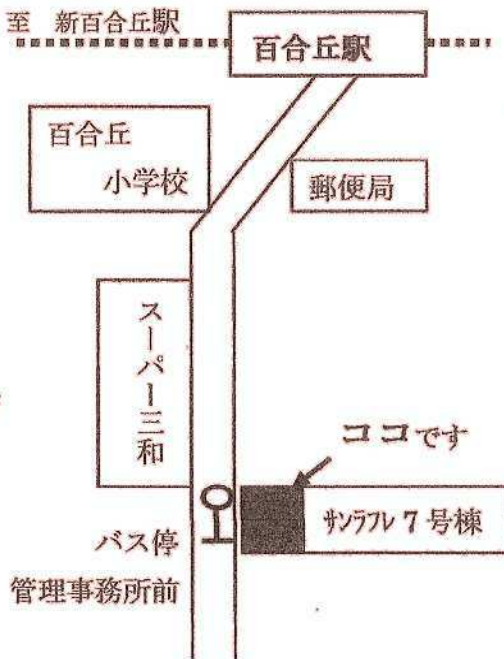 至 新百合丘駅
百合丘駅
百合丘
小学校
郵便局
スーパー三和
ココです
サンラフレ 7 号棟
バス停
管理事務所前